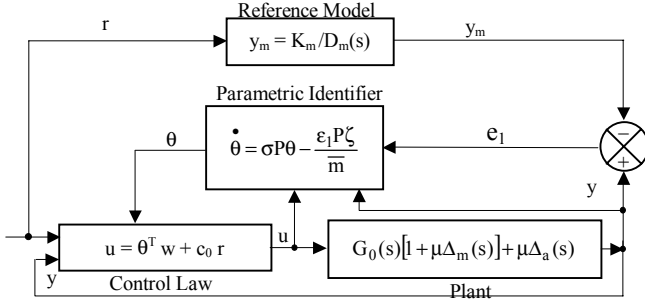 Reference Model
r
y_m = K_m/D_m(s)
y_m
Parametric Identifier
−
+
θ
θ̇ = σPθ − ε₁Pζ / m̅
e₁
y
u = θᵀ w + c₀ r
u
G₀(s)[1+μΔ_m(s)]+μΔ_a(s)
y
Control Law
Plant